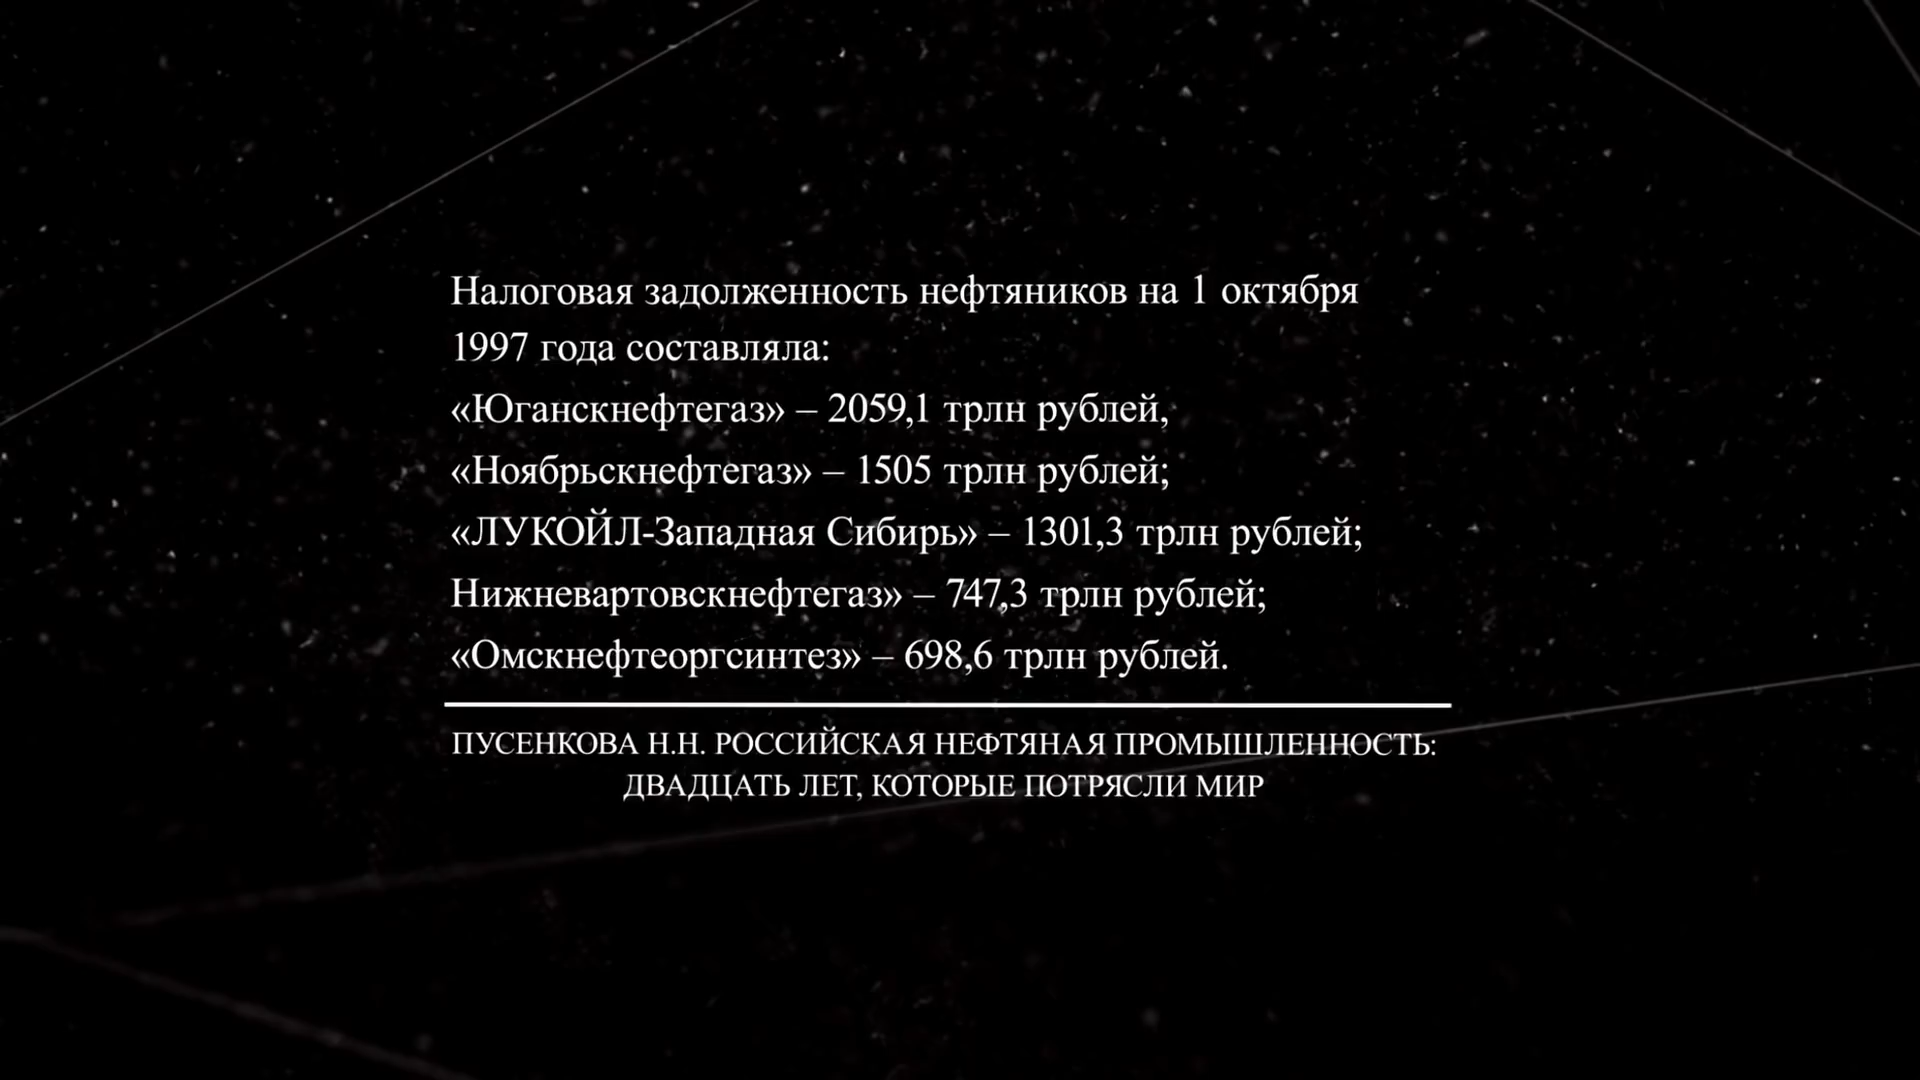 Налоговая задолженность нефтяников на 1 октября
1997 года составляла:
«Юганскнефтегаз» – 2059,1 трлн рублей,
«Ноябрьскнефтегаз» – 1505 трлн рублей;
«ЛУКОЙЛ-Западная Сибирь» – 1301,3 трлн рублей;
Нижневартовскнефтегаз» – 747,3 трлн рублей;
«Омскнефтеоргсинтез» – 698,6 трлн рублей.
ПУСЕНКОВА Н.Н. РОССИЙСКАЯ НЕФТЯНАЯ ПРОМЫШЛЕННОСТЬ:
ДВАДЦАТЬ ЛЕТ, КОТОРЫЕ ПОТРЯСЛИ МИР